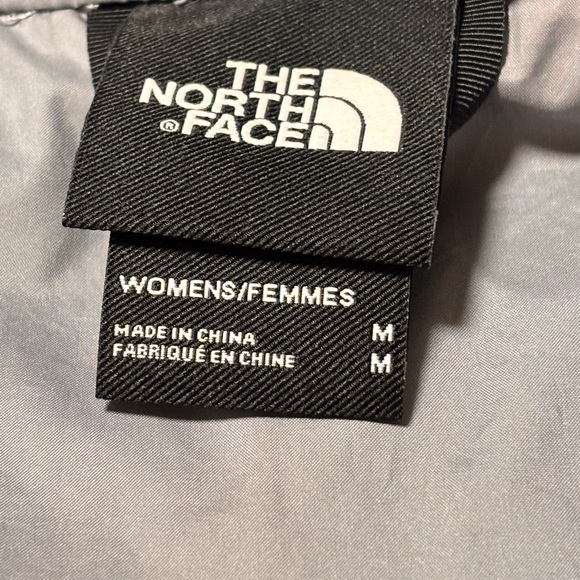 THE
NORTH
® FACE
WOMENS/FEMMES
MADE IN CHINA M
FABRIQUÉ EN CHINE M